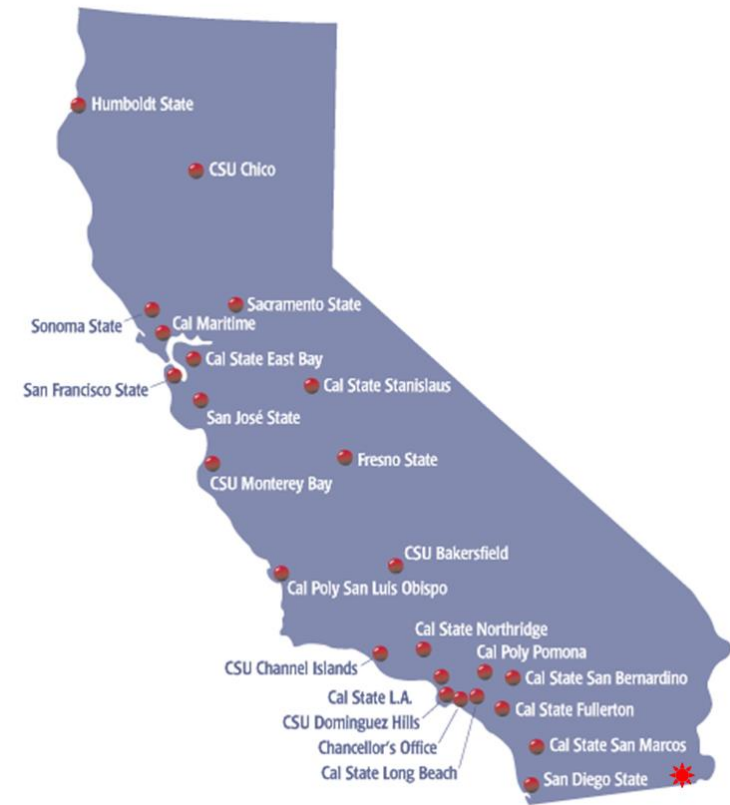 Humboldt State
CSU Chico
Sacramento State
Sonoma State
Cal Maritime
Cal State East Bay
San Francisco State
Cal State Stanislaus
San José State
Fresno State
CSU Monterey Bay
CSU Bakersfield
Cal Poly San Luis Obispo
Cal State Northridge
Cal Poly Pomona
CSU Channel Islands
Cal State San Bernardino
Cal State L.A.
Cal State Fullerton
CSU Dominguez Hills
Chancellor's Office
Cal State San Marcos
Cal State Long Beach
San Diego State